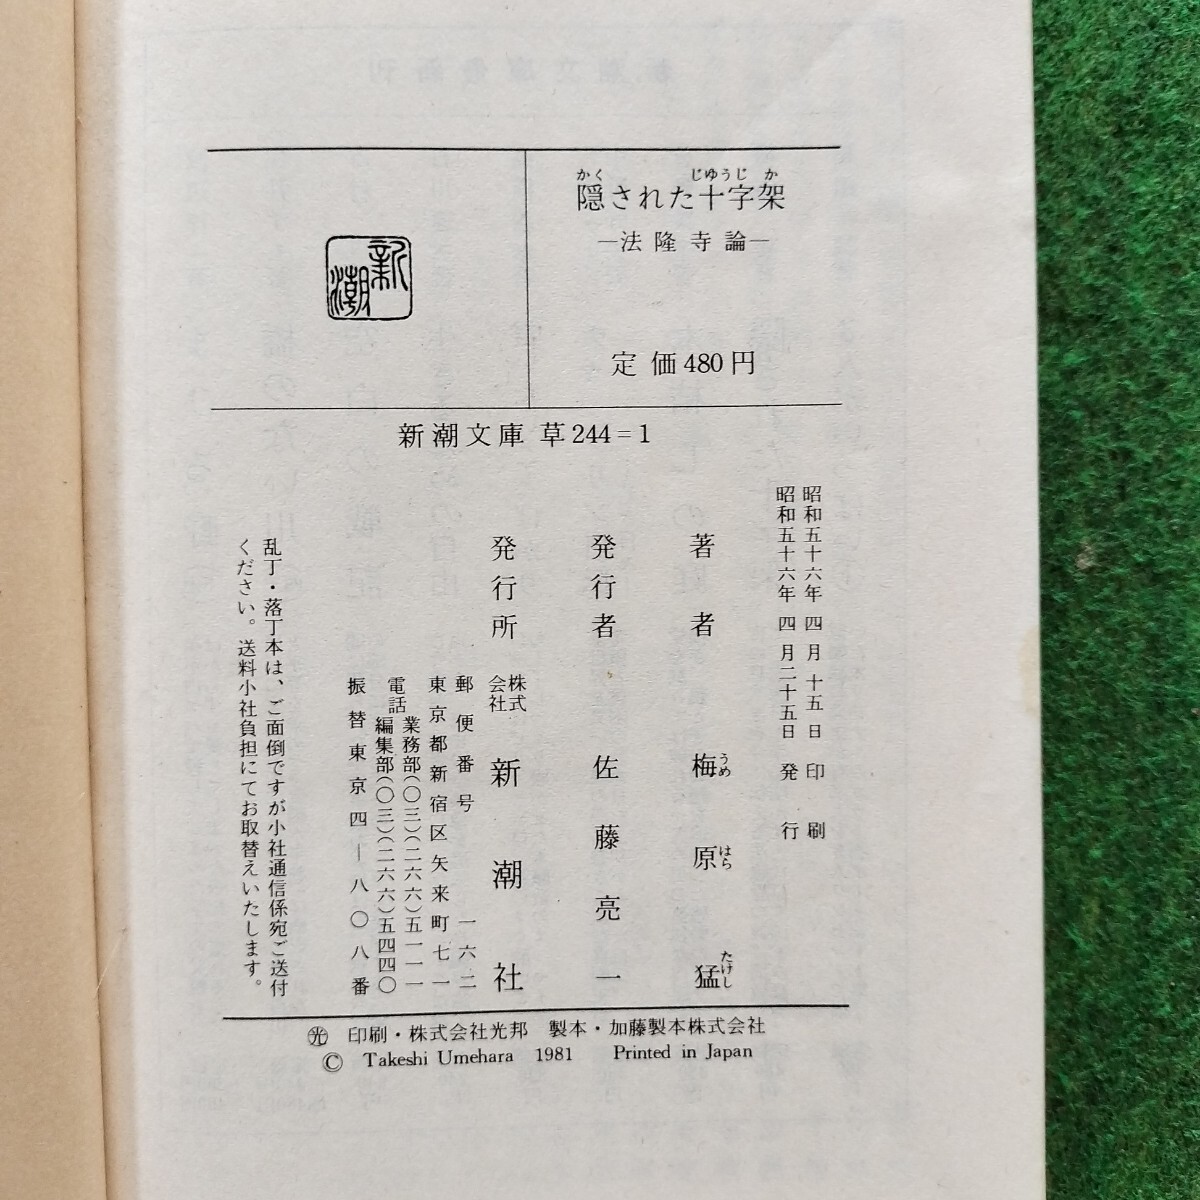 隠された十字架
かく じゆうじ か
―法隆寺論―
定価480円
新潮
新潮文庫 草244=1
昭和五十六年 四月 十五日 印刷
昭和五十六年 四月二十五日 発行
著者 梅原猛
うめ はら たけし
発行者 佐藤亮一
発行所 株式会社 新潮社
郵便番号 一六二
東京都新宿区矢来町七一
電話 業務部(〇三)(二六六)五一一一
編集部(〇三)(二六六)五四四〇
振替東京四―八〇八番
乱丁・落丁本は、ご面倒ですが小社通信係宛ご送付
ください。送料小社負担にてお取替えいたします。
㊋ 印刷・株式会社光邦 製本・加藤製本株式会社
© Takeshi Umehara 1981 Printed in Japan